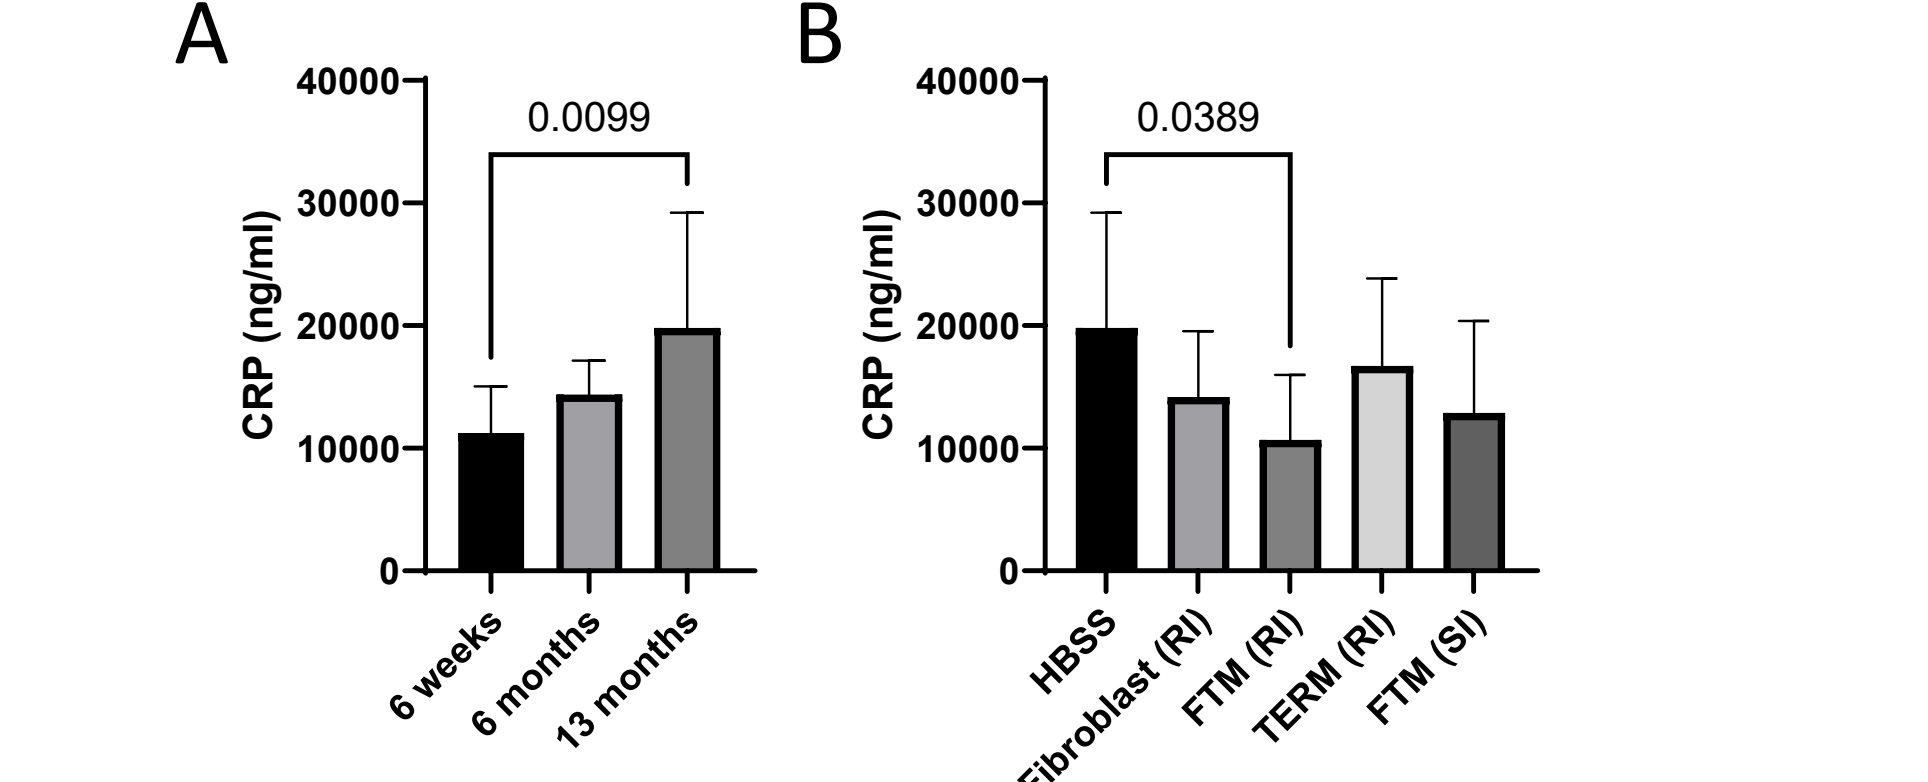 A
40000
30000
20000
10000
0
CRP (ng/ml)
0.0099
6 weeks
6 months
13 months
B
40000
30000
20000
10000
0
CRP (ng/ml)
0.0389
HBSS
Fibroblast (RI)
FTM (RI)
TERM (RI)
FTM (SI)